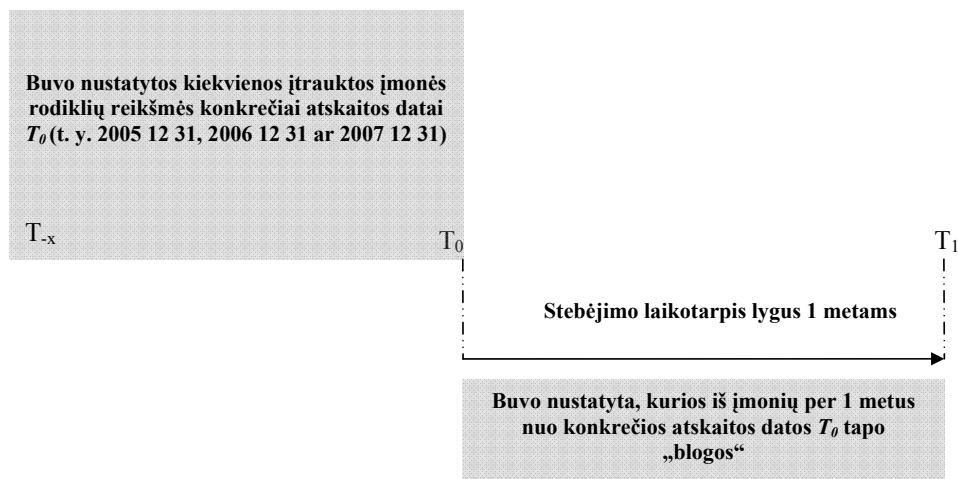 Buvo nustatytos kiekvienos įtrauktos įmonės
rodiklių reikšmės konkrečiai atskaitos datai
T₀ (t. y. 2005 12 31, 2006 12 31 ar 2007 12 31)
T₋ₓ
T₀
T₁
Stebėjimo laikotarpis lygus 1 metams
Buvo nustatyta, kurios iš įmonių per 1 metus
nuo konkrečios atskaitos datos T₀ tapo
„blogos“